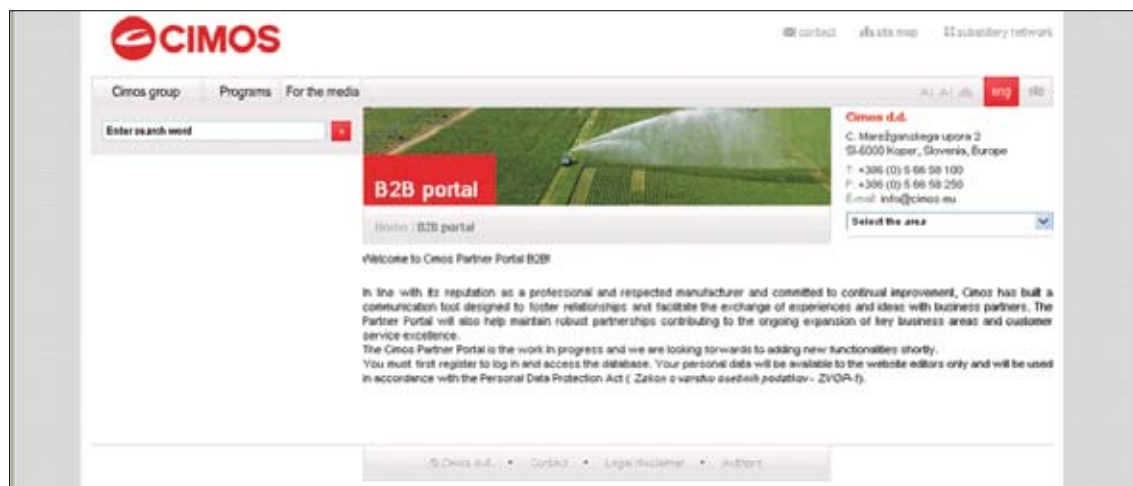 CIMOS
contact site map subsidiary network
Cimos group Programs For the media
eng slo
Enter search word
B2B portal
Home / B2B portal
Cimos d.d.
C. Marežganskega upora 2
SI-6000 Koper, Slovenia, Europe
T: +386 (0) 5 66 58 100
F: +386 (0) 5 66 58 250
E-mail: info@cimos.eu
Select the area
Welcome to Cimos Partner Portal B2B!
In line with its reputation as a professional and respected manufacturer and committed to continual improvement, Cimos has built a
communication tool designed to foster relationships and facilitate the exchange of experiences and ideas with business partners. The
Partner Portal will also help maintain robust partnerships contributing to the ongoing expansion of key business areas and customer
service excellence.
The Cimos Partner Portal is the work in progress and we are looking forwards to adding new functionalities shortly.
You must first register to log in and access the database. Your personal data will be available to the website editors only and will be used
in accordance with the Personal Data Protection Act ( Zakon o varstvu osebnih podatkov - ZVOP-1).
© Cimos d.d. • Contact • Legal disclaimer • Authors